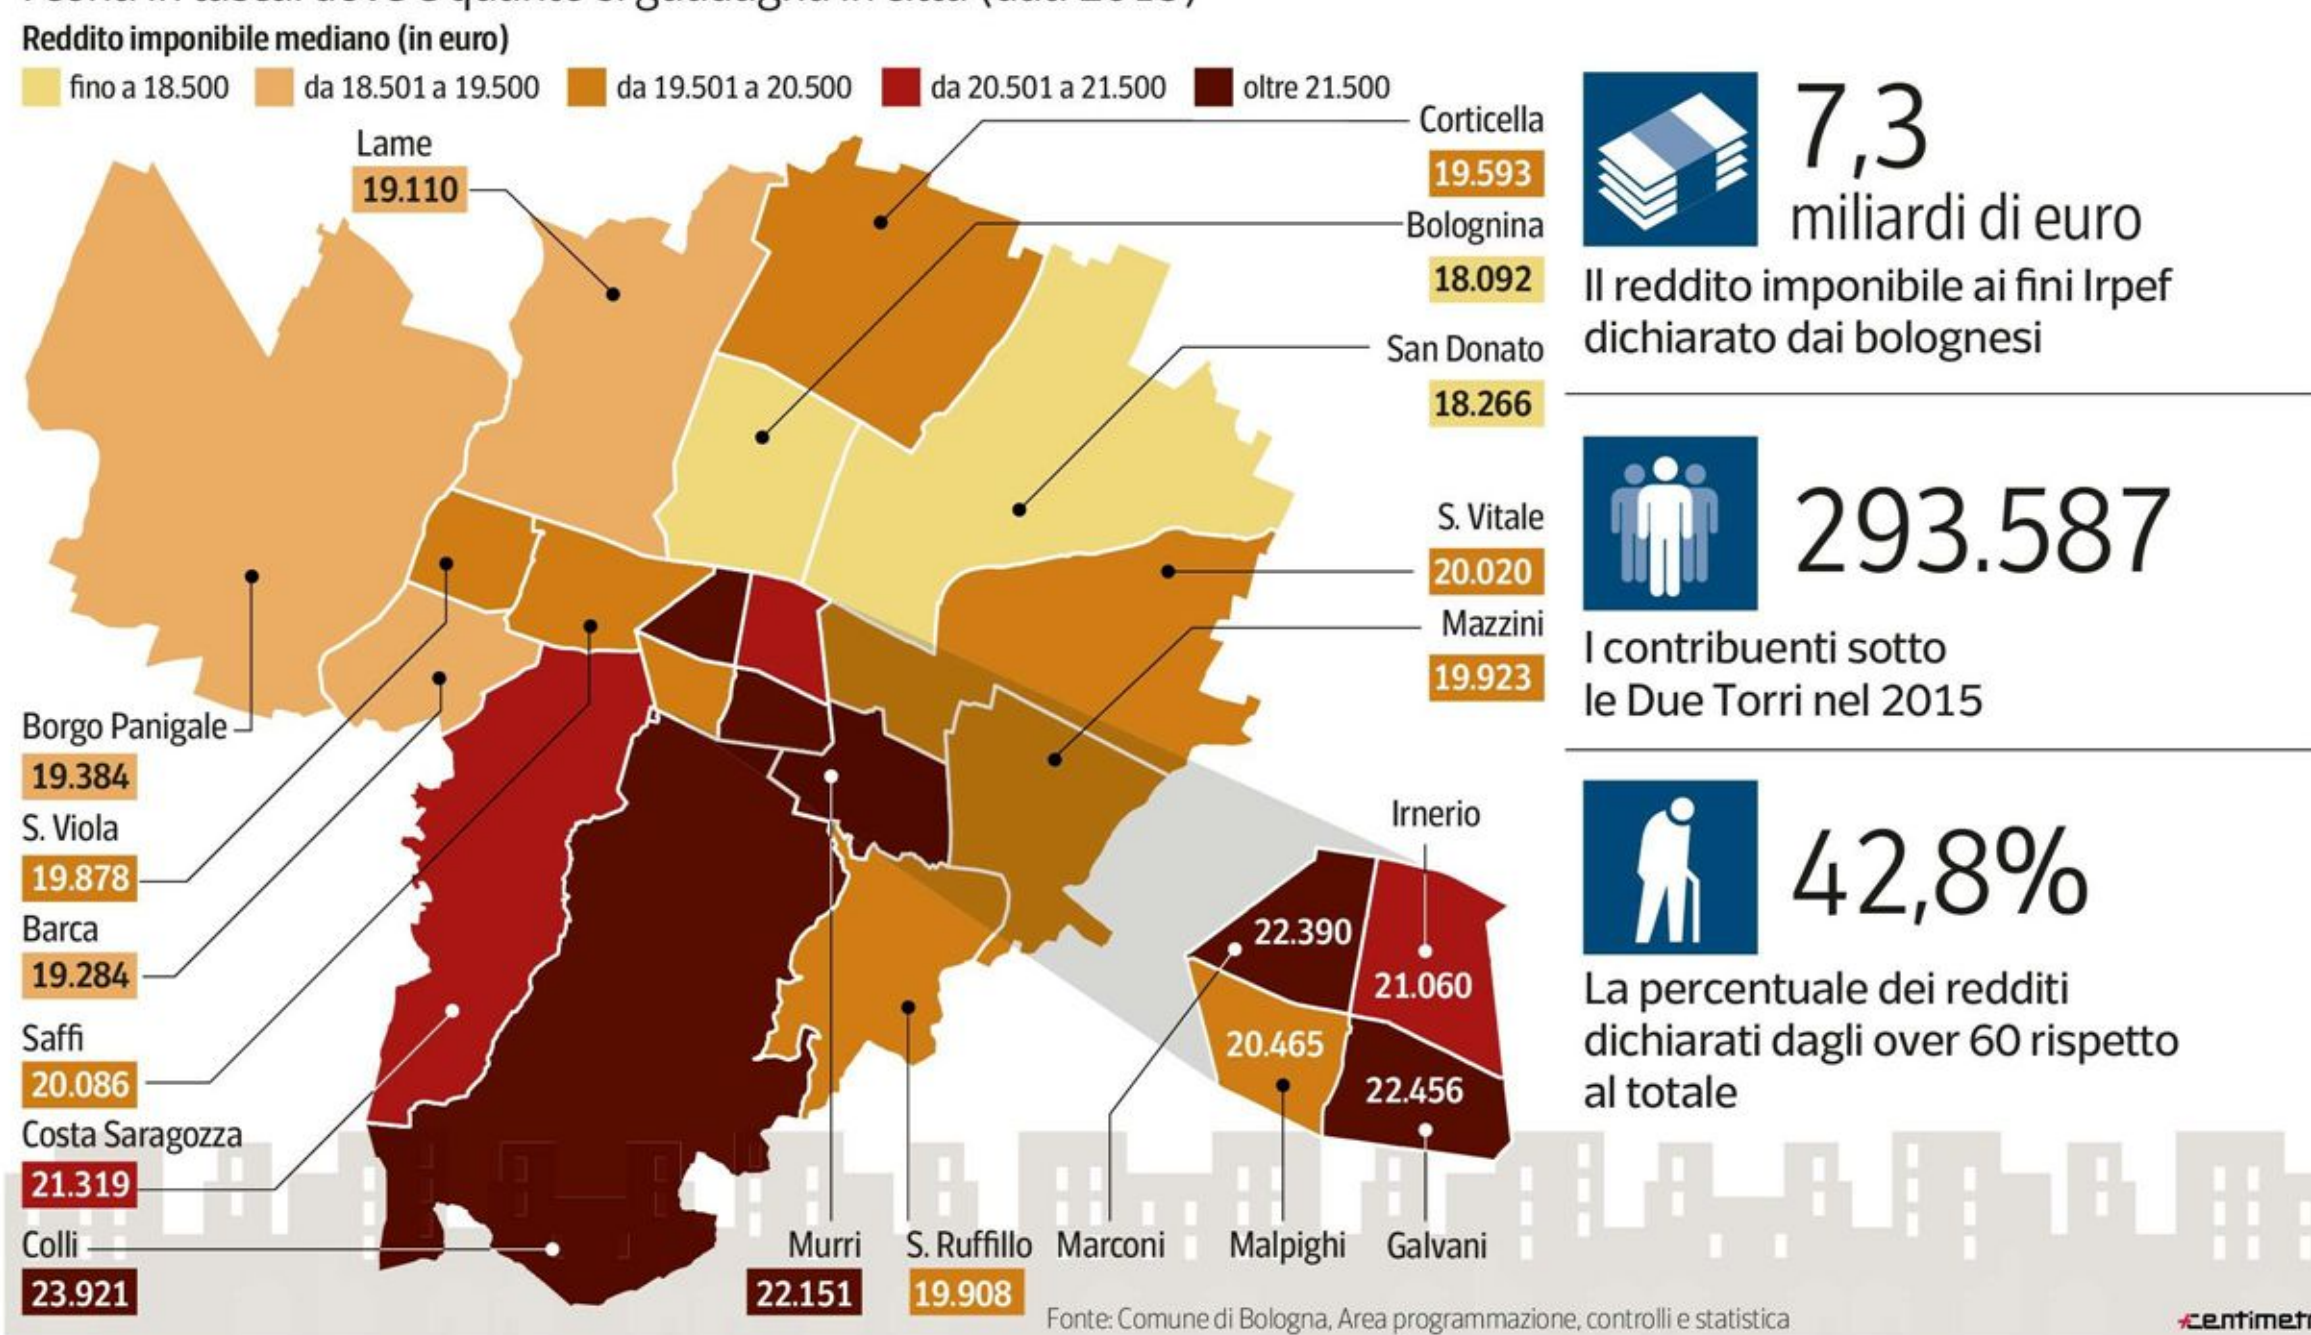 Reddito imponibile mediano (in euro)
fino a 18.500
da 18.501 a 19.500
da 19.501 a 20.500
da 20.501 a 21.500
oltre 21.500
Lame
19.110
Corticella
19.593
Bolognina
18.092
San Donato
18.266
S. Vitale
20.020
Mazzini
19.923
Borgo Panigale
19.384
S. Viola
19.878
Barca
19.284
Saffi
20.086
Costa Saragozza
21.319
Colli
23.921
Murri
22.151
S. Ruffillo
19.908
Marconi
Malpighi
Galvani
Irnerio
22.390
21.060
20.465
22.456
7,3
miliardi di euro
Il reddito imponibile ai fini Irpef
dichiarato dai bolognesi
293.587
I contribuenti sotto
le Due Torri nel 2015
42,8%
La percentuale dei redditi
dichiarati dagli over 60 rispetto
al totale
Fonte: Comune di Bologna, Area programmazione, controlli e statistica